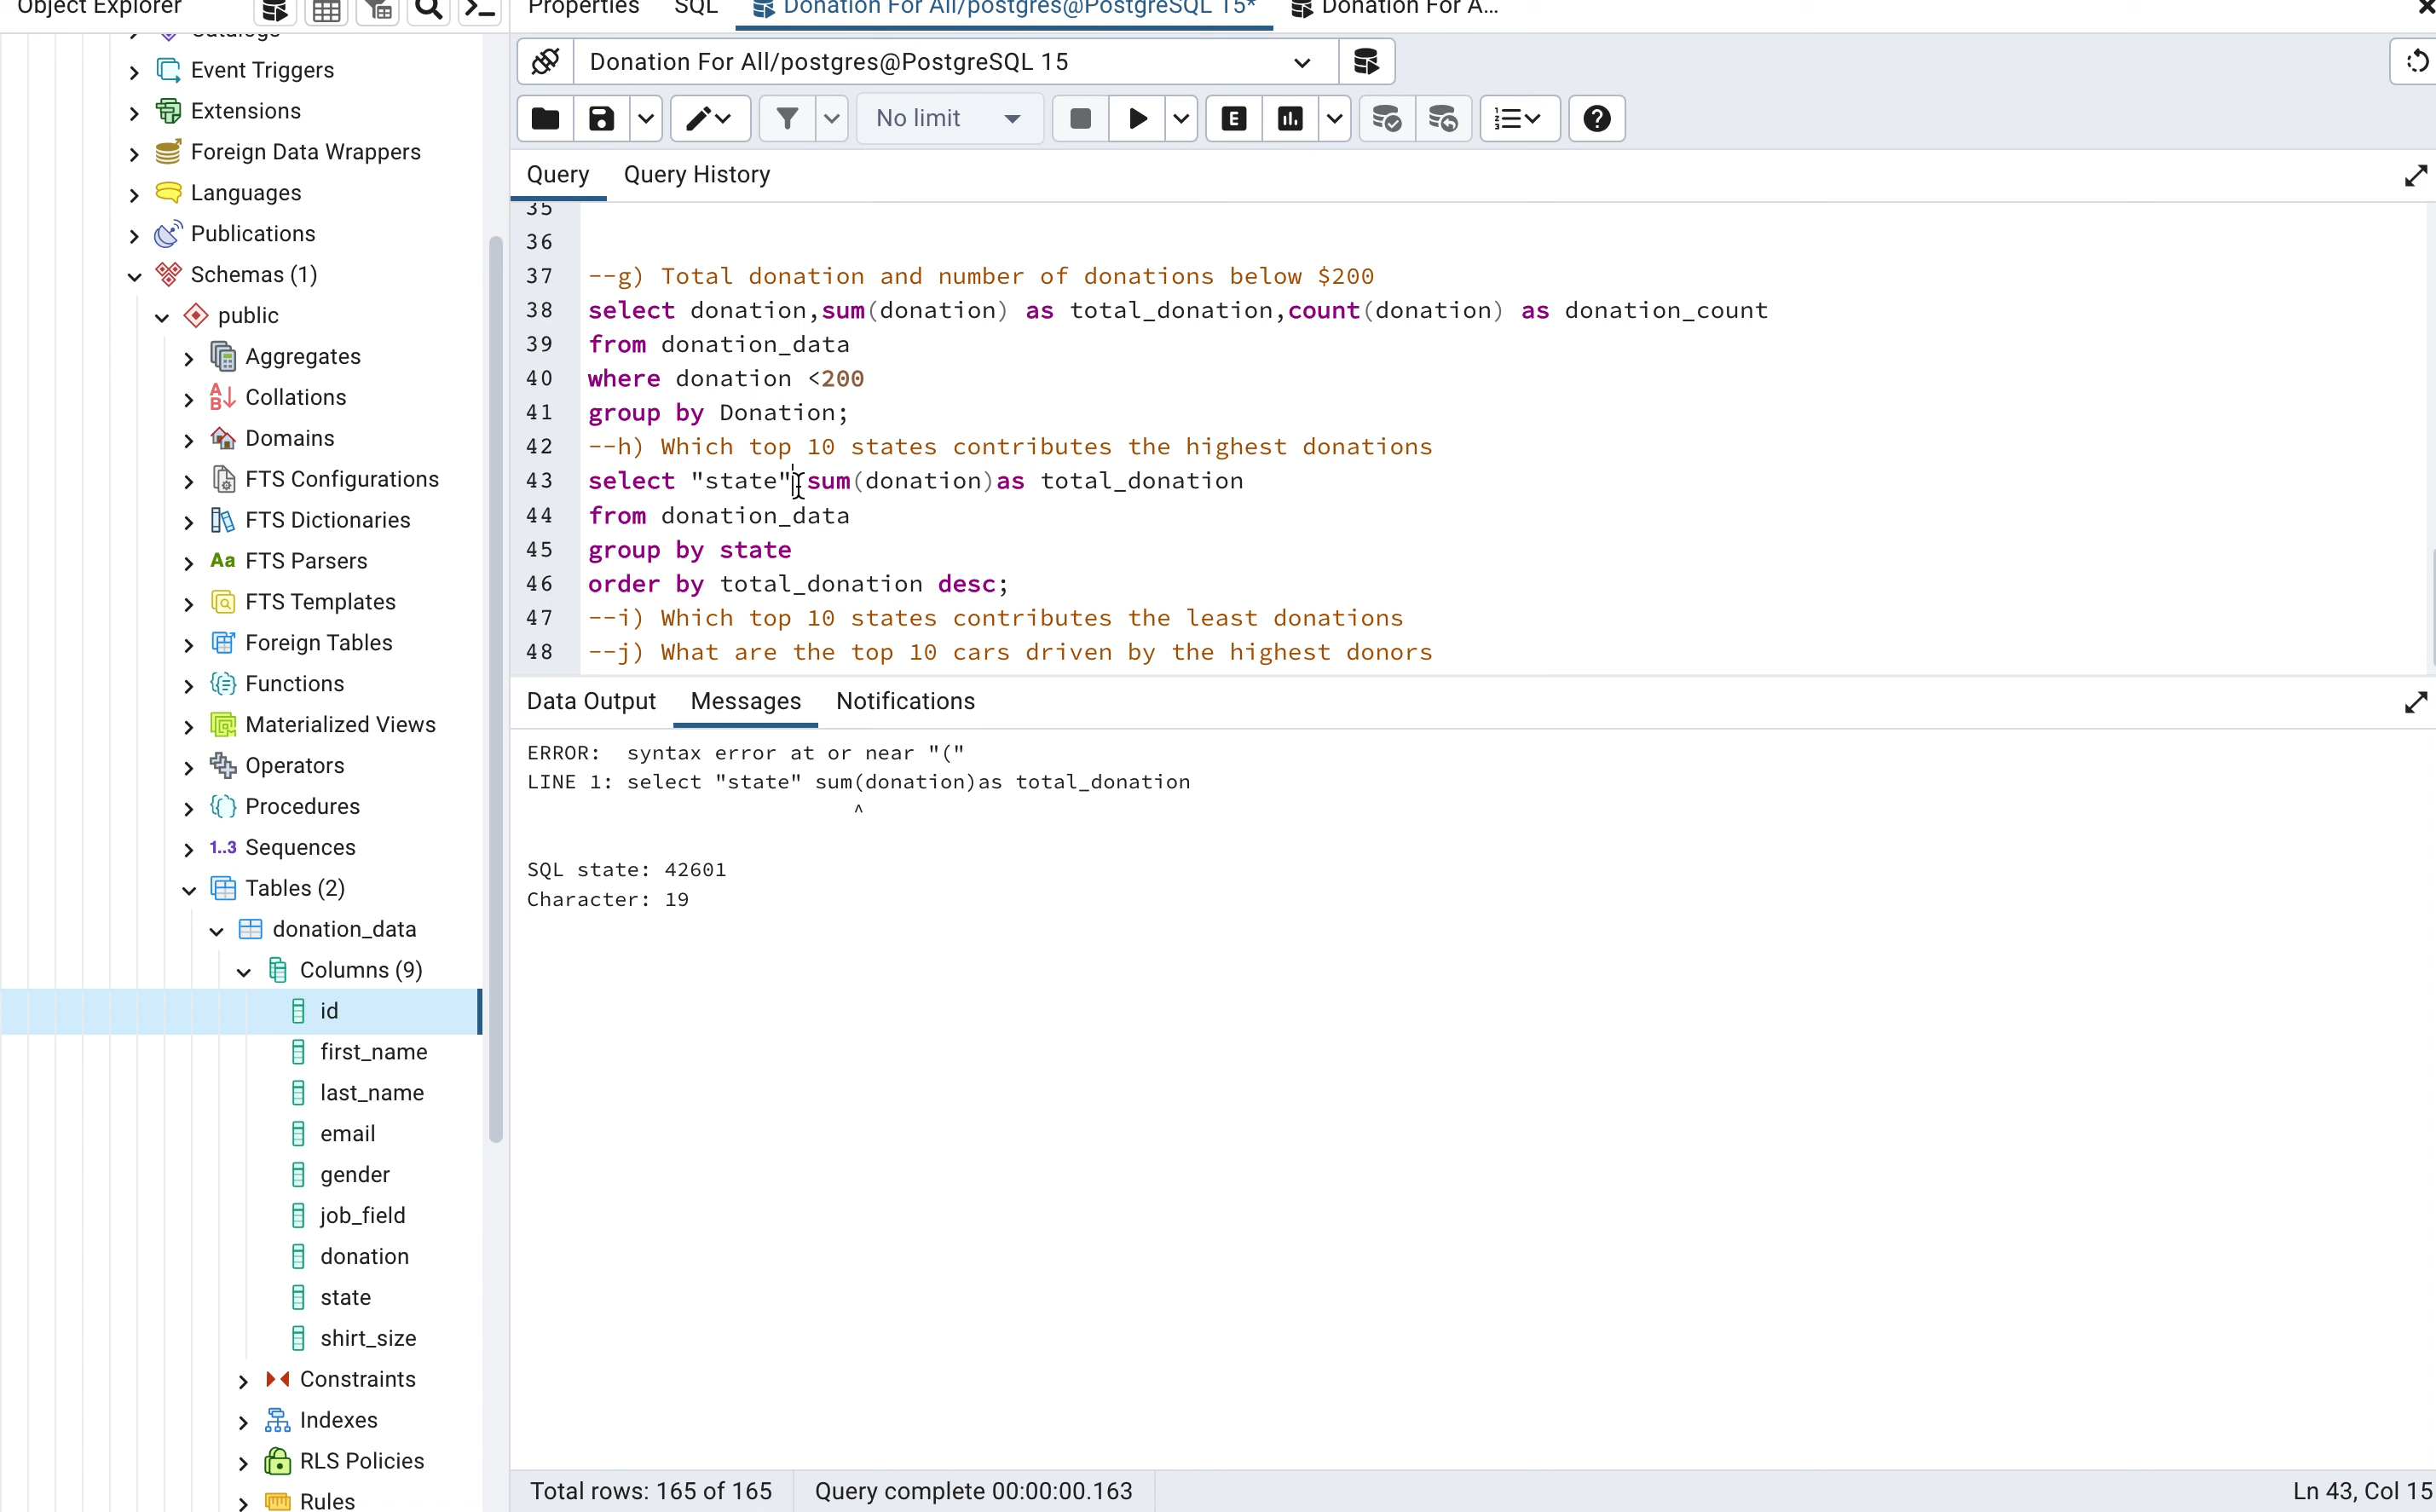 Object Explorer
Properties SQL Donation For All/postgres@PostgreSQL 15* Donation For A...
Catalogs
Event Triggers
Extensions
Foreign Data Wrappers
Languages
Publications
Schemas (1)
public
Aggregates
Collations
Domains
FTS Configurations
FTS Dictionaries
Aa FTS Parsers
FTS Templates
Foreign Tables
Functions
Materialized Views
Operators
Procedures
1..3 Sequences
Tables (2)
donation_data
Columns (9)
id
first_name
last_name
email
gender
job_field
donation
state
shirt_size
Constraints
Indexes
RLS Policies
Rules
Donation For All/postgres@PostgreSQL 15
No limit
E
Query Query History
35
36
37 --g) Total donation and number of donations below $200
38 select donation,sum(donation) as total_donation,count(donation) as donation_count
39 from donation_data
40 where donation <200
41 group by Donation;
42 --h) Which top 10 states contributes the highest donations
43 select "state" sum(donation)as total_donation
44 from donation_data
45 group by state
46 order by total_donation desc;
47 --i) Which top 10 states contributes the least donations
48 --j) What are the top 10 cars driven by the highest donors
Data Output Messages Notifications
ERROR: syntax error at or near "("
LINE 1: select "state" sum(donation)as total_donation
^
SQL state: 42601
Character: 19
Total rows: 165 of 165 Query complete 00:00:00.163 Ln 43, Col 15